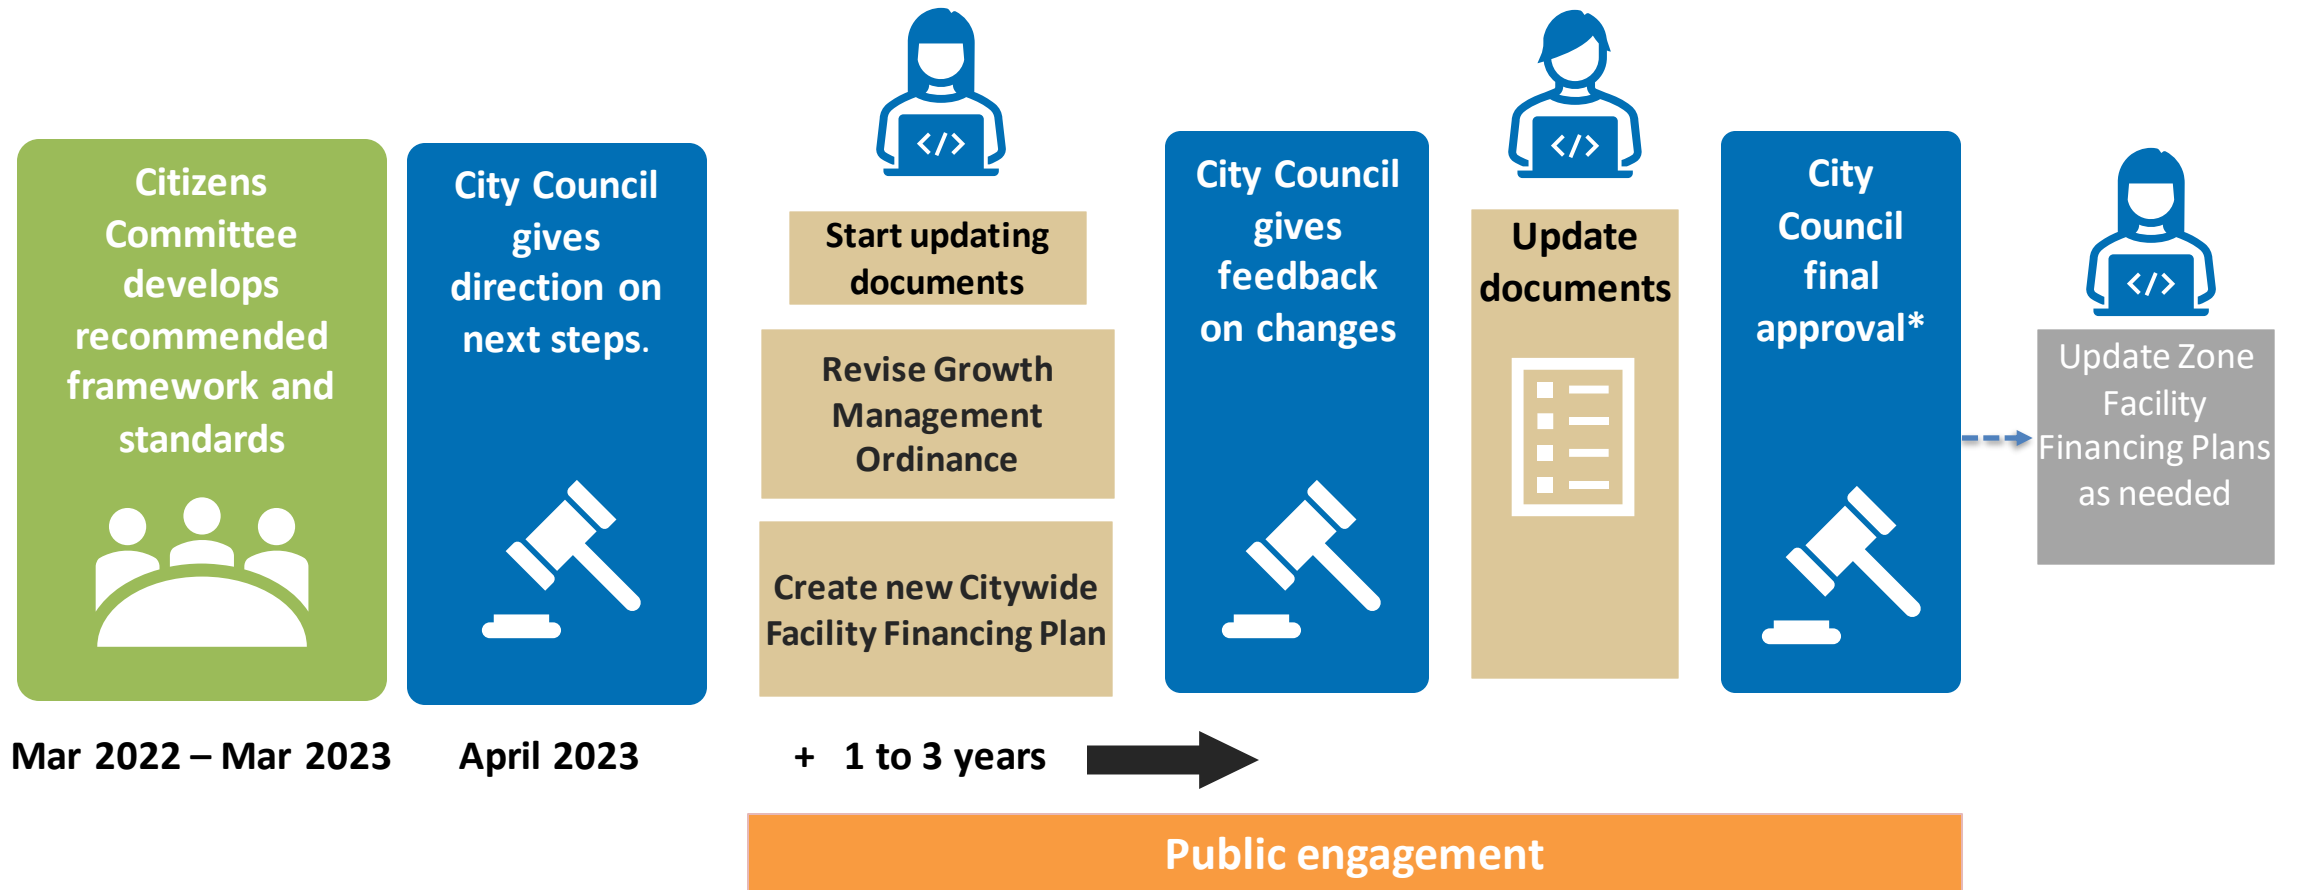 Citizens
Committee
develops
recommended
framework and
standards
City Council
gives
direction on
next steps.
</>
Start updating
documents
Revise Growth
Management
Ordinance
Create new Citywide
Facility Financing Plan
City Council
gives
feedback
on changes
</>
Update
documents
City
Council
final
approval*
</>
Update Zone
Facility
Financing Plans
as needed
Mar 2022 – Mar 2023
April 2023
+ 1 to 3 years
Public engagement